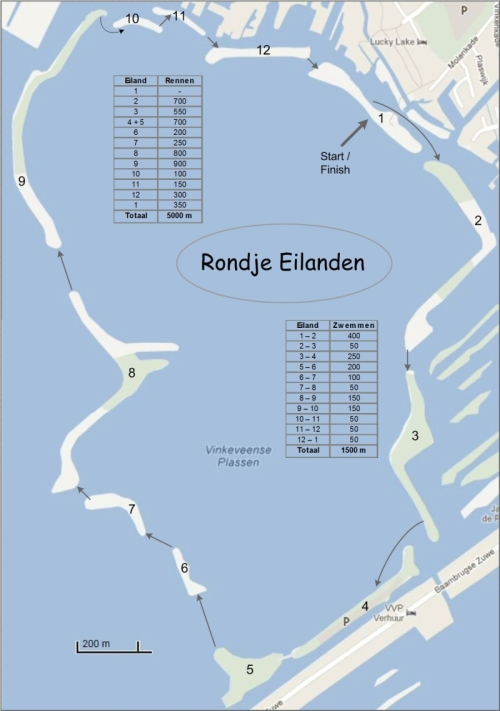 10
11
12
P
Lucky Lake
Molenkade
Plaswijk
Vinkenkade
Eiland Rennen
1 -
2 700
3 550
4 + 5 700
6 200
7 250
8 800
9 900
10 100
11 150
12 300
1 350
Totaal 5000 m
1
Start /
Finish
9
2
Rondje Eilanden
Eiland Zwemmen
1 – 2 400
2 – 3 50
3 – 4 250
5 – 6 200
6 – 7 100
7 – 8 50
8 – 9 150
9 – 10 150
10 – 11 50
11 – 12 50
12 – 1 50
Totaal 1500 m
8
3
Vinkeveense
Plassen
7
6
Baambrugse Zuwe
4
VVP
Verhuur
P
200 m
5
Zuwe